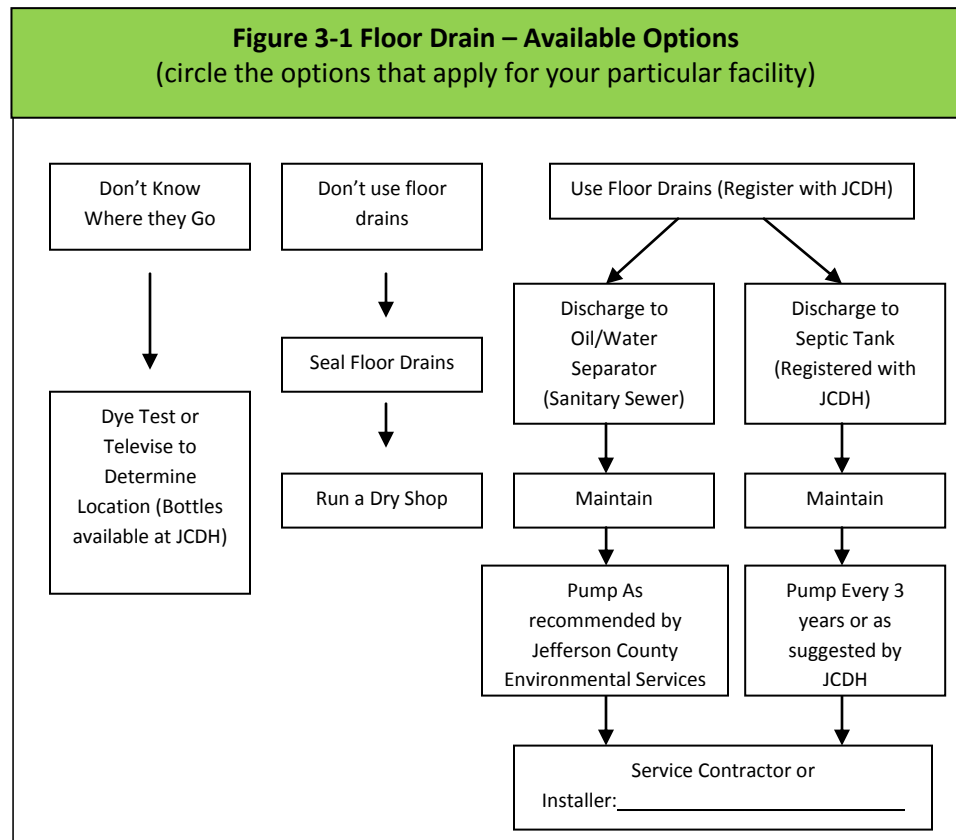 Figure 3-1 Floor Drain – Available Options
(circle the options that apply for your particular facility)
Don’t Know
Where they Go
Dye Test or
Televise to
Determine
Location (Bottles
available at JCDH)
Don’t use floor
drains
Seal Floor Drains
Run a Dry Shop
Use Floor Drains (Register with JCDH)
Discharge to
Oil/Water
Separator
(Sanitary Sewer)
Maintain
Pump As
recommended by
Jefferson County
Environmental Services
Discharge to
Septic Tank
(Registered with
JCDH)
Maintain
Pump Every 3
years or as
suggested by
JCDH
Service Contractor or
Installer:______________________________